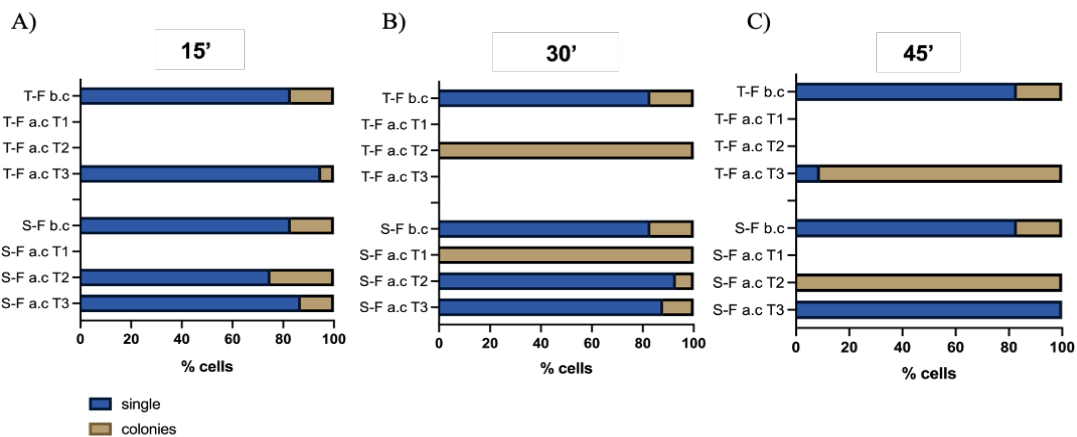 A)
15’
T-F b.c
T-F a.c T1
T-F a.c T2
T-F a.c T3
S-F b.c
S-F a.c T1
S-F a.c T2
S-F a.c T3
0 20 40 60 80 100
% cells
single
colonies
B)
30’
T-F b.c
T-F a.c T1
T-F a.c T2
T-F a.c T3
S-F b.c
S-F a.c T1
S-F a.c T2
S-F a.c T3
0 20 40 60 80 100
% cells
C)
45’
T-F b.c
T-F a.c T1
T-F a.c T2
T-F a.c T3
S-F b.c
S-F a.c T1
S-F a.c T2
S-F a.c T3
0 20 40 60 80 100
% cells